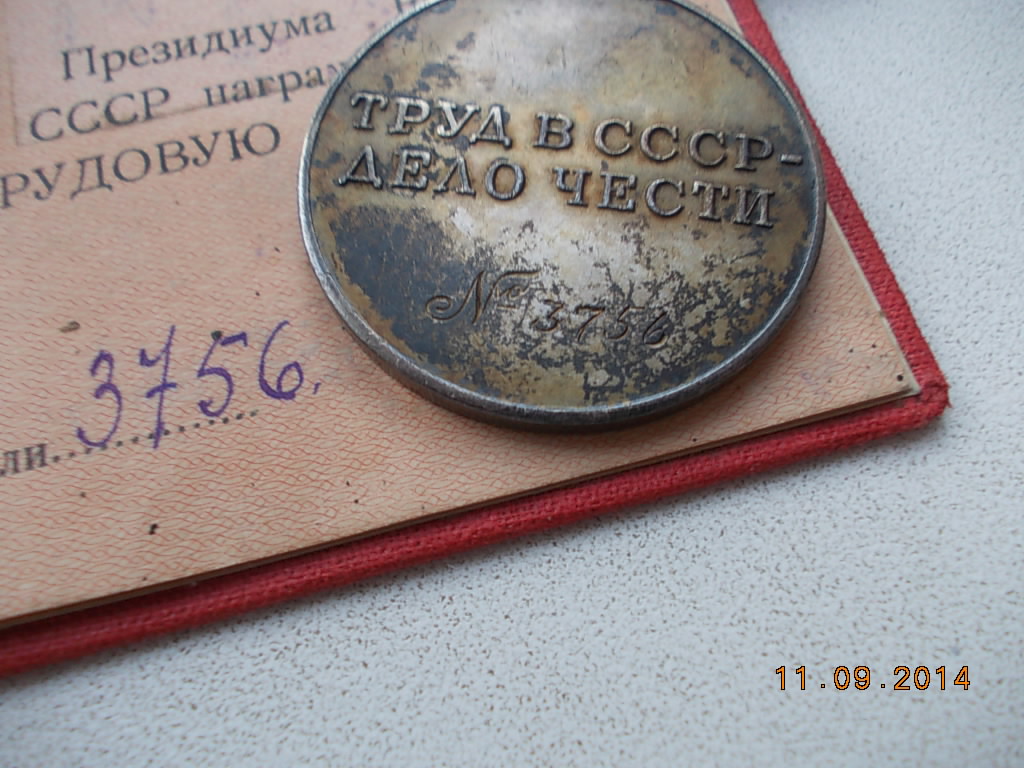 Президиума
СССР награ
РУДОВУЮ
ли 3756.
ТРУД В СССР-
ДЕЛО ЧЕСТИ
№ 3756
11.09.2014